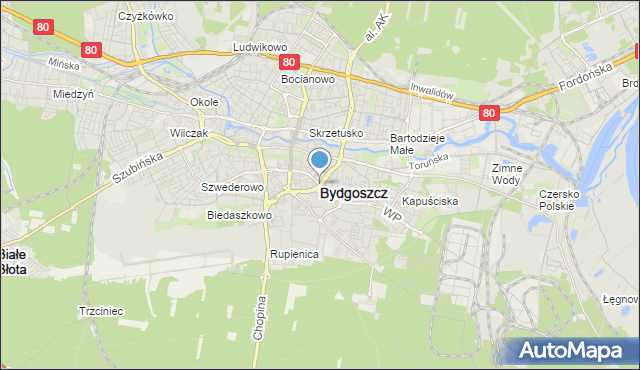 Czyżkówko
80
al. AK
Ludwikowo
80
Mińska
80
Bocianowo
Fordońska
Miedzyń
Inwalidów
Brd
Okole
80
Wilczak
Skrzetusko
Bartodzieje
Małe
Szubińska
Toruńska
Zimne
Wody
Szwederowo
Bydgoszcz
Kapuściska
Czersko
Polskie
Biedaszkowo
WP
Białe
Błota
Rupienica
Łęgnow
Trzciniec
Chopina
AutoMapa